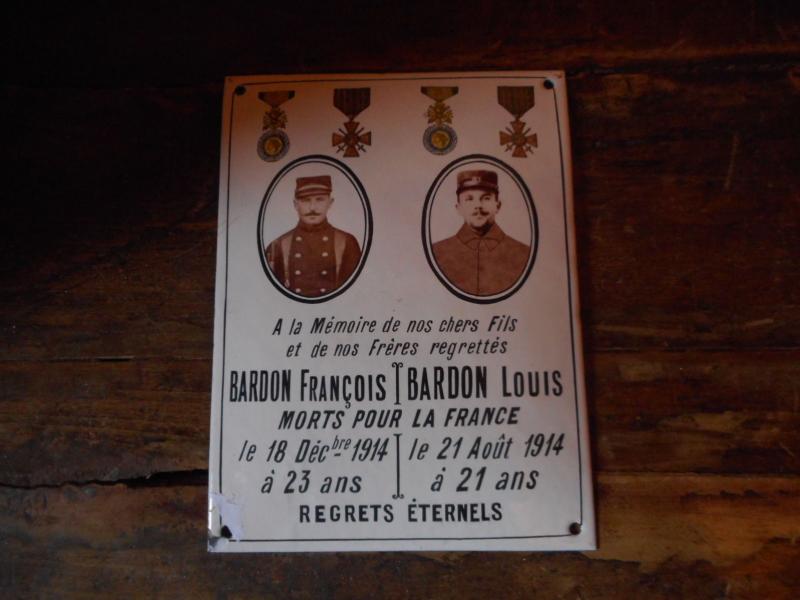 A la Mémoire de nos chers Fils
et de nos Frères regrettés
BARDON FRANÇOIS BARDON LOUIS
MORTS POUR LA FRANCE
le 18 Décbre 1914 le 21 Août 1914
à 23 ans à 21 ans
REGRETS ÉTERNELS